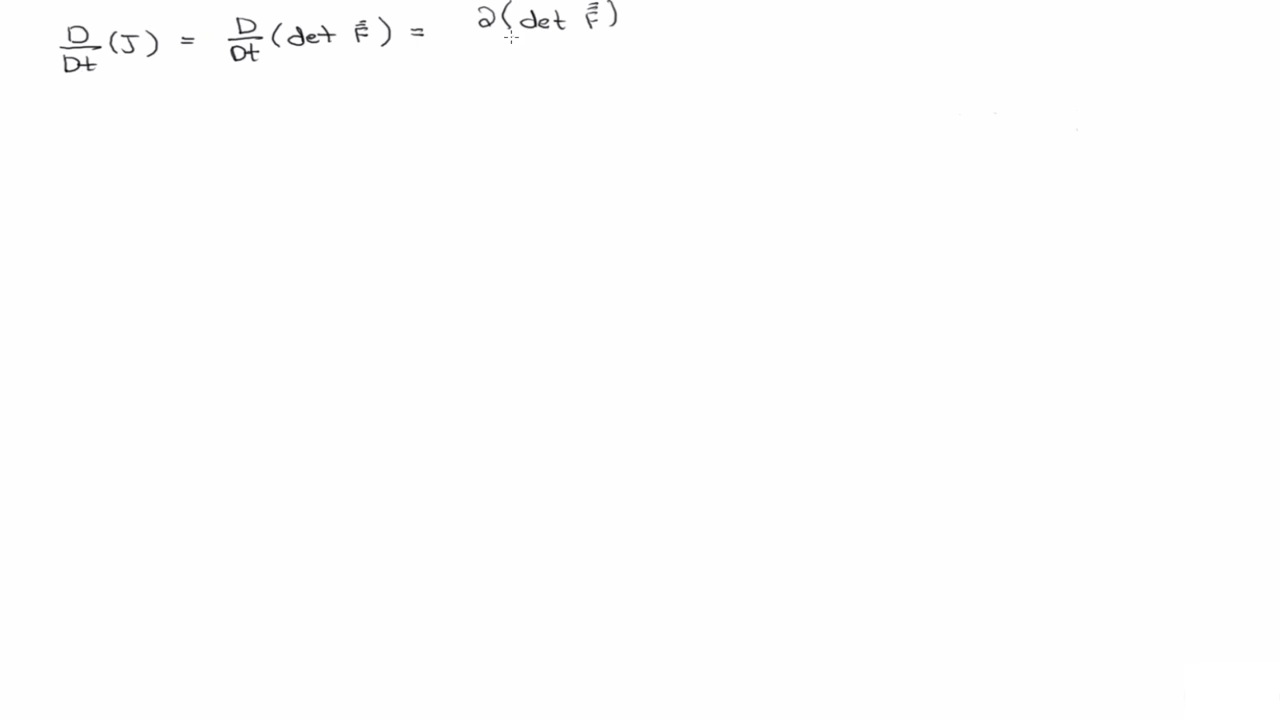 D/Dt (J) = D/Dt (det F̿) = ∂(det F̿)